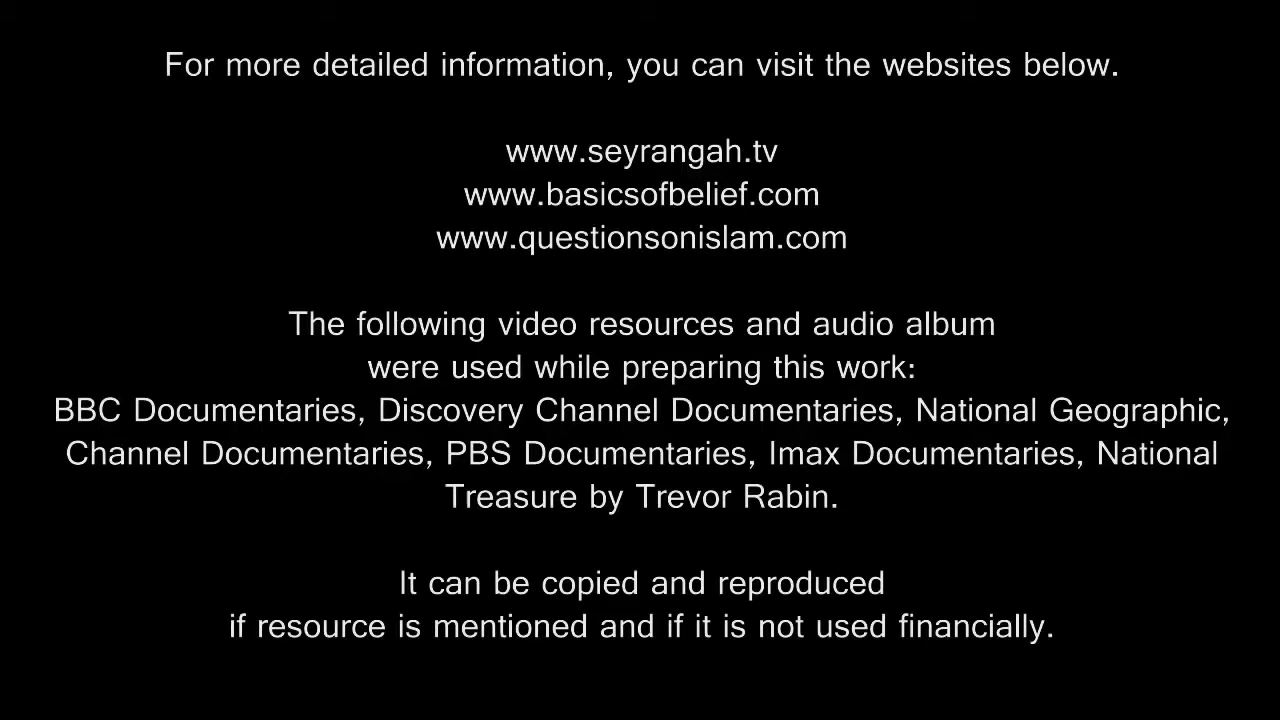 For more detailed information, you can visit the websites below.
www.seyrangah.tv
www.basicsofbelief.com
www.questionsonislam.com
The following video resources and audio album
were used while preparing this work:
BBC Documentaries, Discovery Channel Documentaries, National Geographic,
Channel Documentaries, PBS Documentaries, Imax Documentaries, National
Treasure by Trevor Rabin.
It can be copied and reproduced
if resource is mentioned and if it is not used financially.